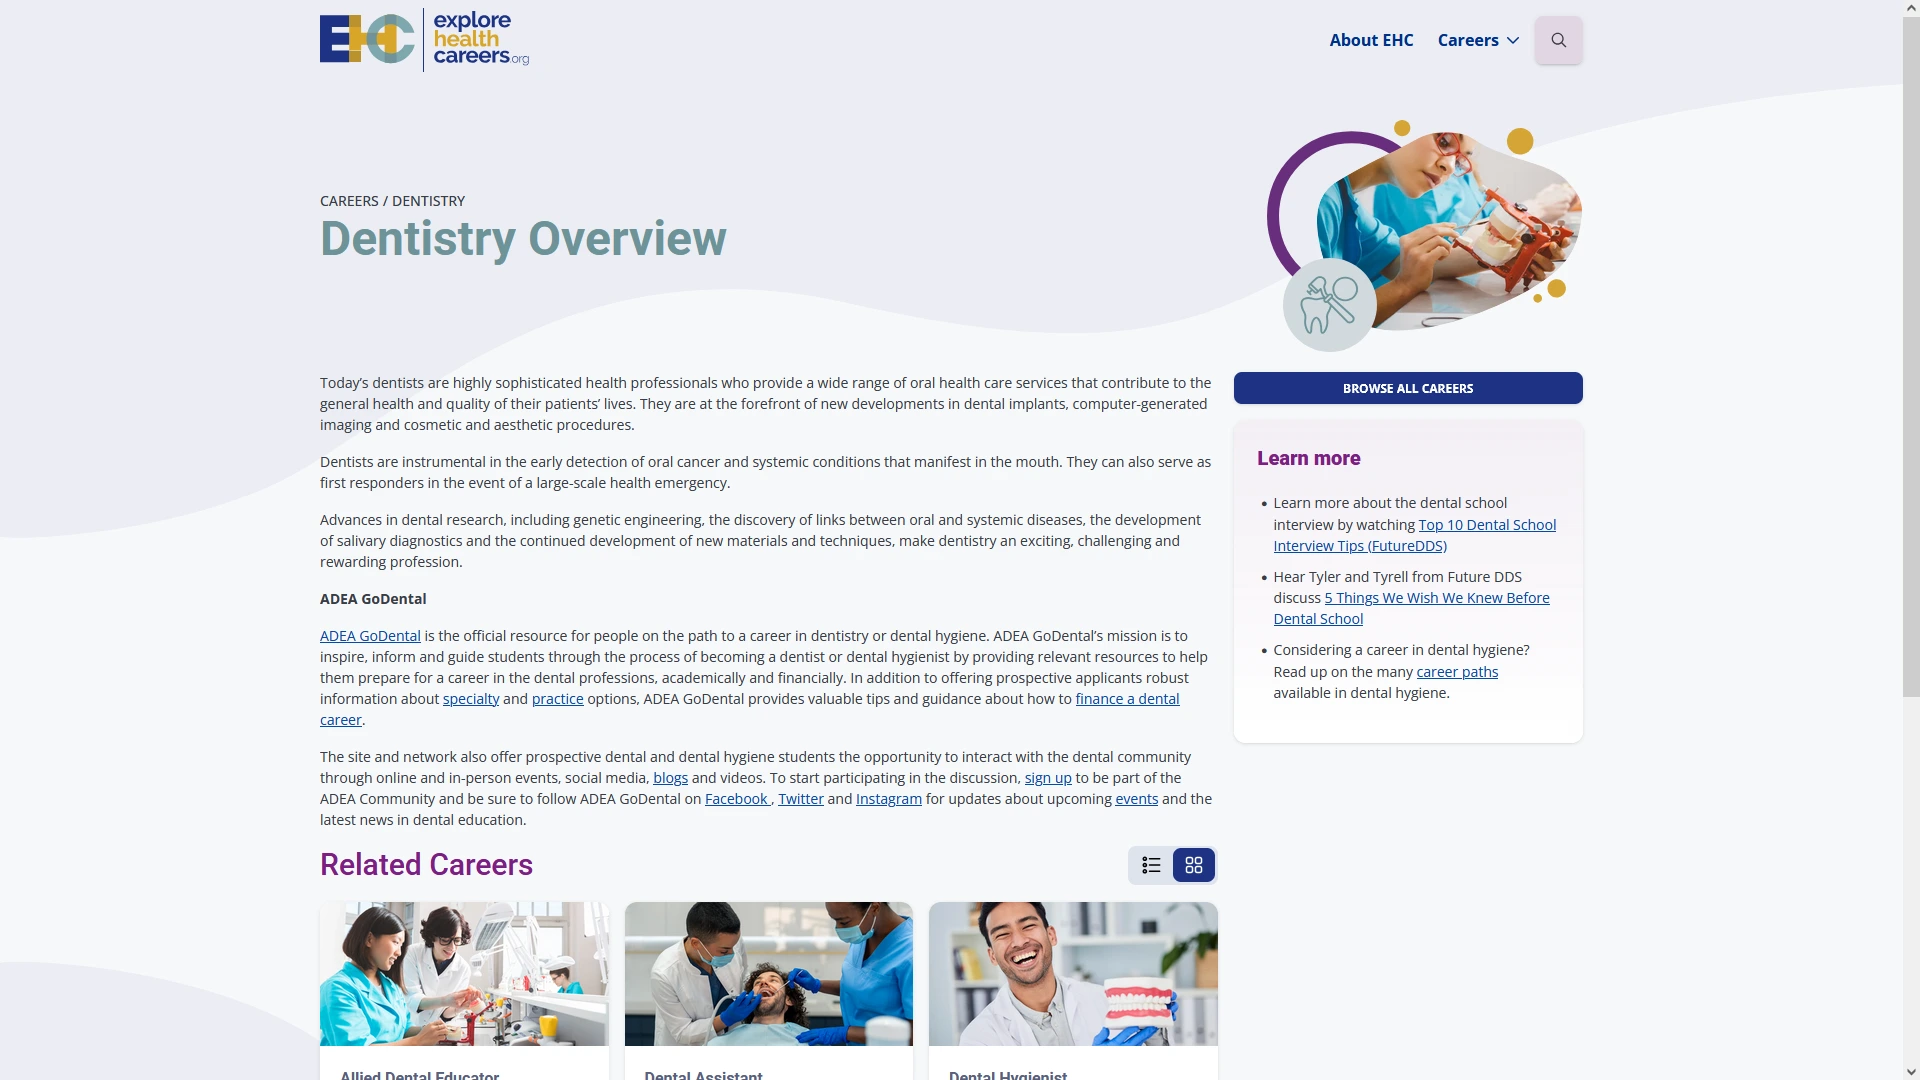 EHC
explore
health
careers.org
About EHC
Careers
CAREERS / DENTISTRY
Dentistry Overview
Today’s dentists are highly sophisticated health professionals who provide a wide range of oral health care services that contribute to the
general health and quality of their patients’ lives. They are at the forefront of new developments in dental implants, computer-generated
imaging and cosmetic and aesthetic procedures.
Dentists are instrumental in the early detection of oral cancer and systemic conditions that manifest in the mouth. They can also serve as
first responders in the event of a large-scale health emergency.
Advances in dental research, including genetic engineering, the discovery of links between oral and systemic diseases, the development
of salivary diagnostics and the continued development of new materials and techniques, make dentistry an exciting, challenging and
rewarding profession.
ADEA GoDental
ADEA GoDental is the official resource for people on the path to a career in dentistry or dental hygiene. ADEA GoDental’s mission is to
inspire, inform and guide students through the process of becoming a dentist or dental hygienist by providing relevant resources to help
them prepare for a career in the dental professions, academically and financially. In addition to offering prospective applicants robust
information about specialty and practice options, ADEA GoDental provides valuable tips and guidance about how to finance a dental
career.
The site and network also offer prospective dental and dental hygiene students the opportunity to interact with the dental community
through online and in-person events, social media, blogs and videos. To start participating in the discussion, sign up to be part of the
ADEA Community and be sure to follow ADEA GoDental on Facebook , Twitter and Instagram for updates about upcoming events and the
latest news in dental education.
BROWSE ALL CAREERS
Learn more
• Learn more about the dental school
interview by watching Top 10 Dental School
Interview Tips (FutureDDS)
• Hear Tyler and Tyrell from Future DDS
discuss 5 Things We Wish We Knew Before
Dental School
• Considering a career in dental hygiene?
Read up on the many career paths
available in dental hygiene.
Related Careers
Allied Dental Educator
Dental Assistant
Dental Hygienist